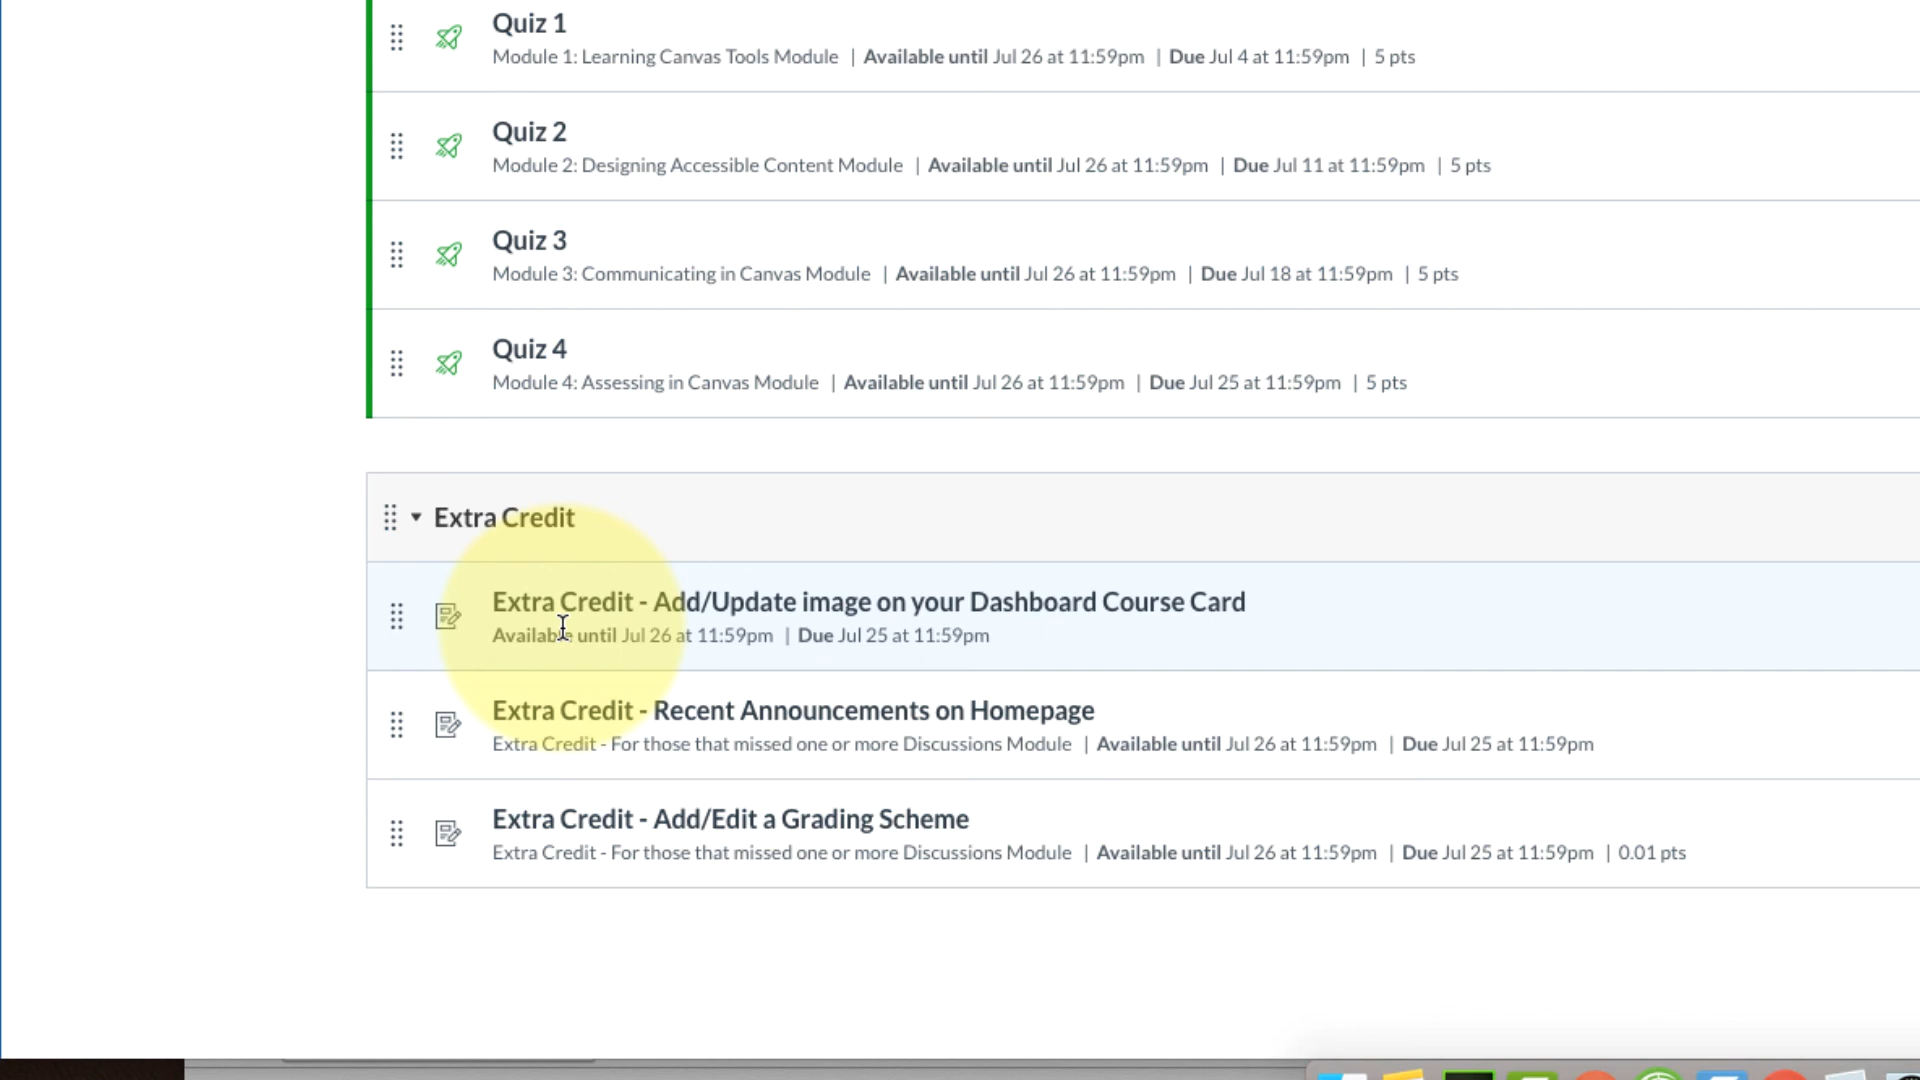 Quiz 1
Module 1: Learning Canvas Tools Module | Available until Jul 26 at 11:59pm | Due Jul 4 at 11:59pm | 5 pts
Quiz 2
Module 2: Designing Accessible Content Module | Available until Jul 26 at 11:59pm | Due Jul 11 at 11:59pm | 5 pts
Quiz 3
Module 3: Communicating in Canvas Module | Available until Jul 26 at 11:59pm | Due Jul 18 at 11:59pm | 5 pts
Quiz 4
Module 4: Assessing in Canvas Module | Available until Jul 26 at 11:59pm | Due Jul 25 at 11:59pm | 5 pts
Extra Credit
Extra Credit - Add/Update image on your Dashboard Course Card
Available until Jul 26 at 11:59pm | Due Jul 25 at 11:59pm
Extra Credit - Recent Announcements on Homepage
Extra Credit - For those that missed one or more Discussions Module | Available until Jul 26 at 11:59pm | Due Jul 25 at 11:59pm
Extra Credit - Add/Edit a Grading Scheme
Extra Credit - For those that missed one or more Discussions Module | Available until Jul 26 at 11:59pm | Due Jul 25 at 11:59pm | 0.01 pts